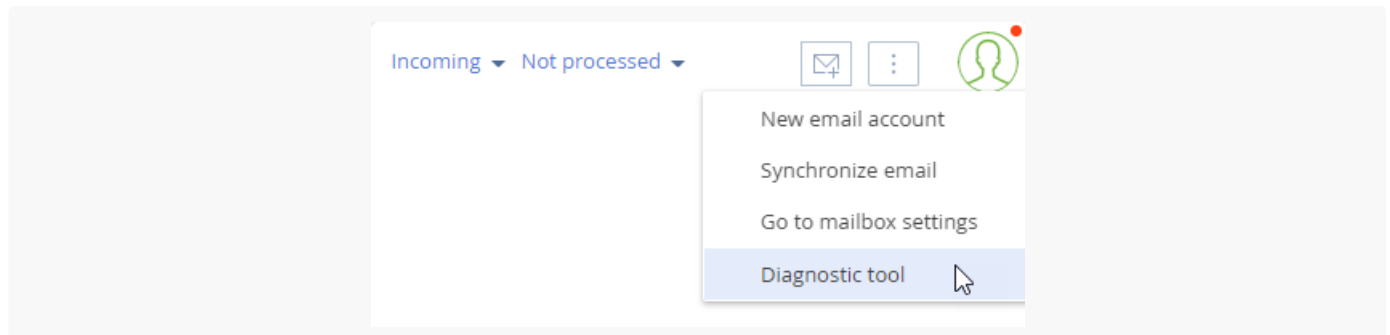 Incoming Not processed
New email account
Synchronize email
Go to mailbox settings
Diagnostic tool